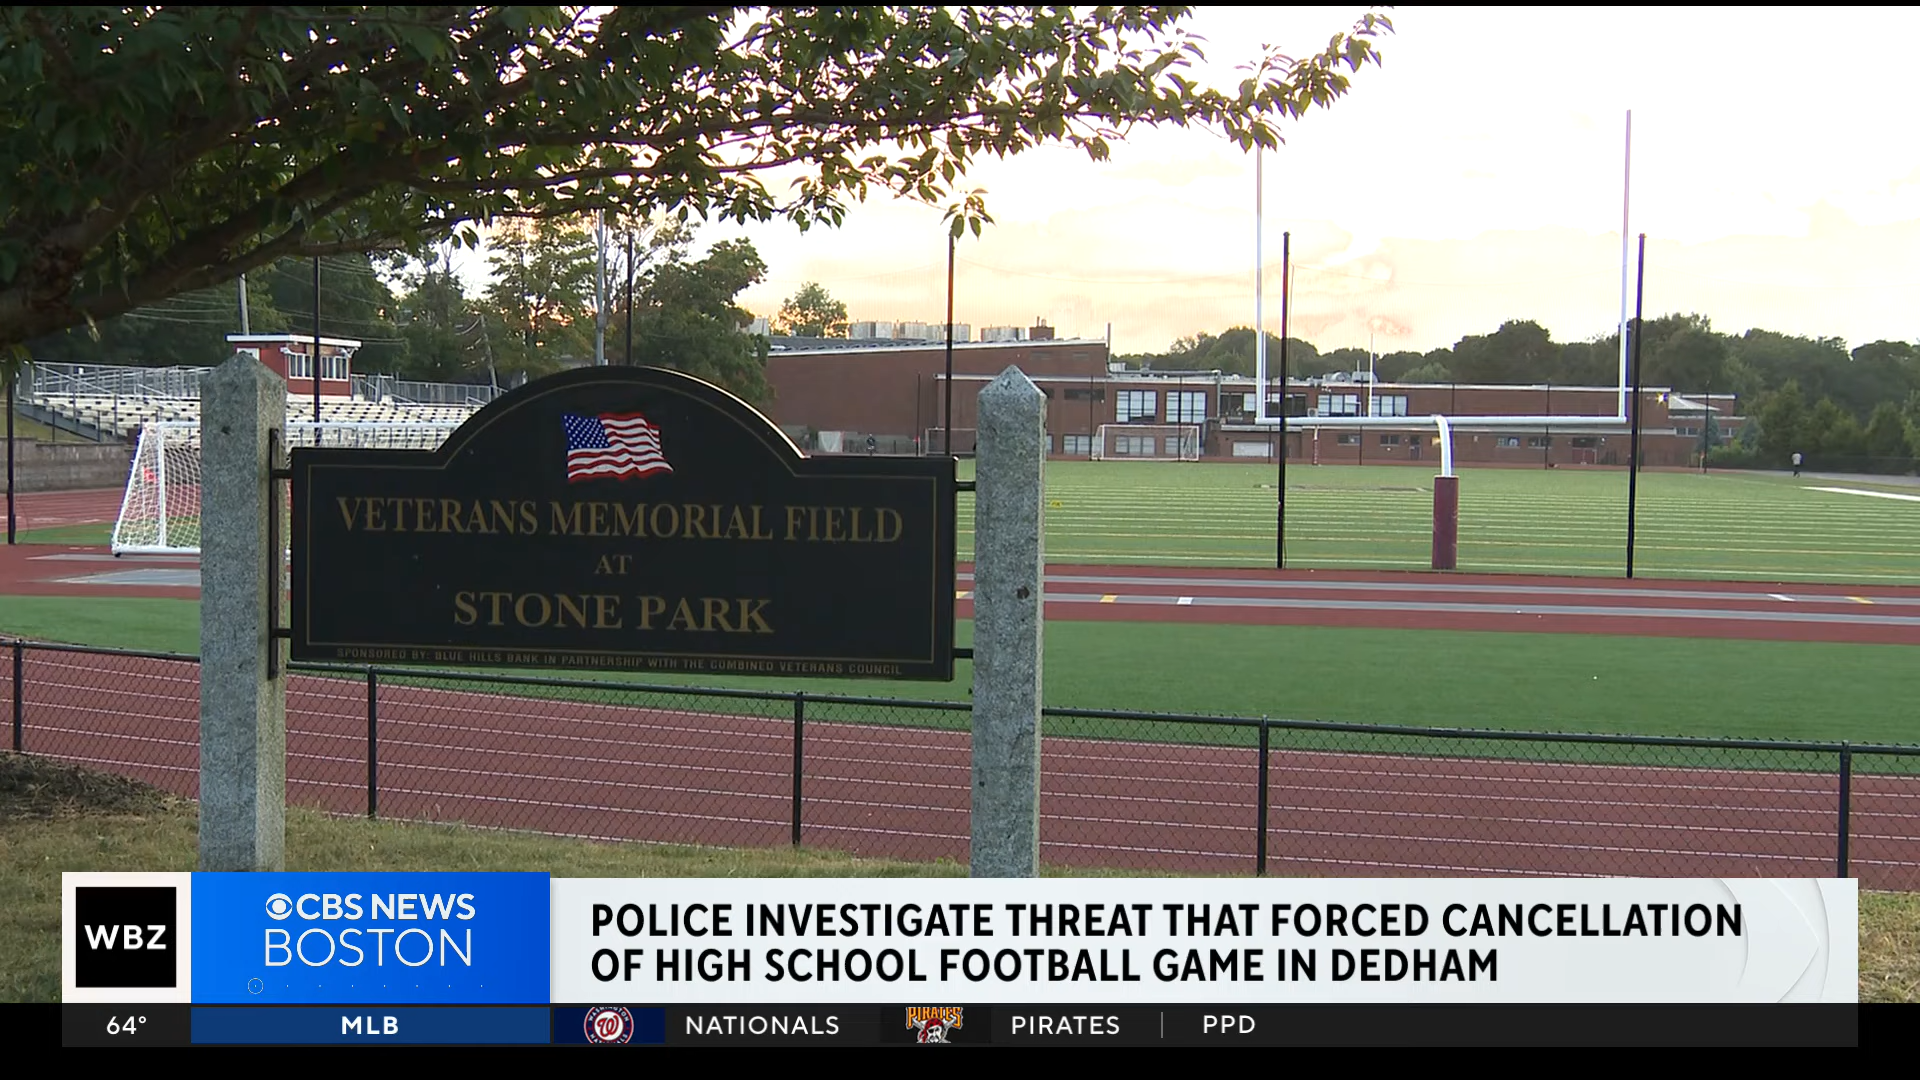 VETERANS MEMORIAL FIELD
AT
STONE PARK
SPONSORED BY: BLUE HILLS BANK IN PARTNERSHIP WITH THE COMBINED VETERANS COUNCIL
WBZ
CBS NEWS
BOSTON
POLICE INVESTIGATE THREAT THAT FORCED CANCELLATION
OF HIGH SCHOOL FOOTBALL GAME IN DEDHAM
64° MLB WASHINGTON W NATIONALS NATIONALS PIRATES PIRATES PPD